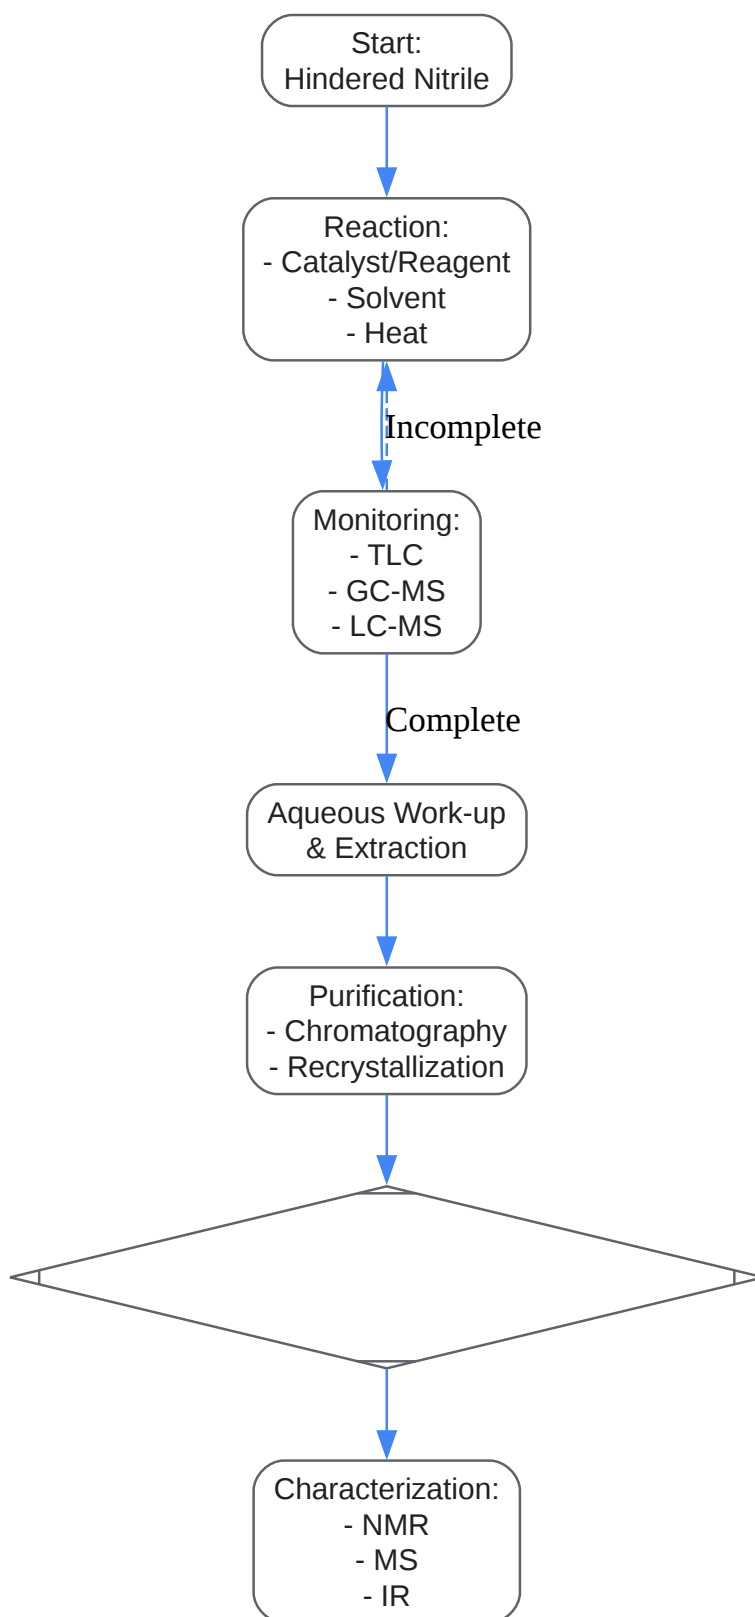 Start:
Hindered Nitrile
Reaction:
- Catalyst/Reagent
- Solvent
- Heat
Incomplete
Monitoring:
- TLC
- GC-MS
- LC-MS
Complete
Aqueous Work-up
& Extraction
Purification:
- Chromatography
- Recrystallization
Characterization:
- NMR
- MS
- IR